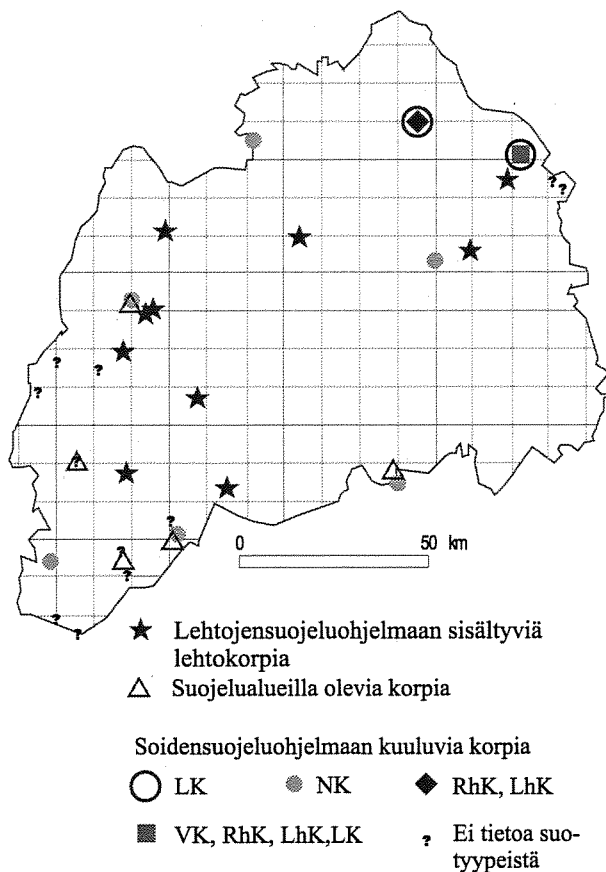 ? ?
?
?
?
?
?
?
?
?
?
0 50 km
Lehtojensuojeluohjelmaan sisältyviä
lehtokorpia
Suojelualueilla olevia korpia
Soidensuojeluohjelmaan kuuluvia korpia
LK NK RhK, LhK
VK, RhK, LhK,LK ? Ei tietoa suo-
tyypeistä